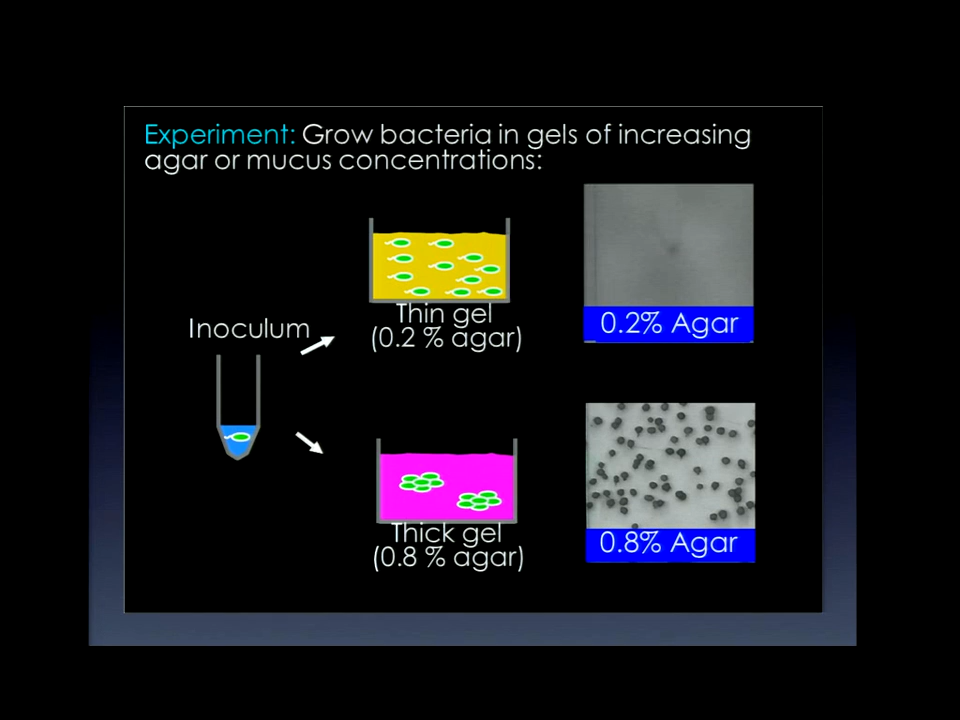 Experiment: Grow bacteria in gels of increasing
agar or mucus concentrations:
Inoculum
Thin gel
(0.2 % agar)
0.2% Agar
Thick gel
(0.8 % agar)
0.8% Agar